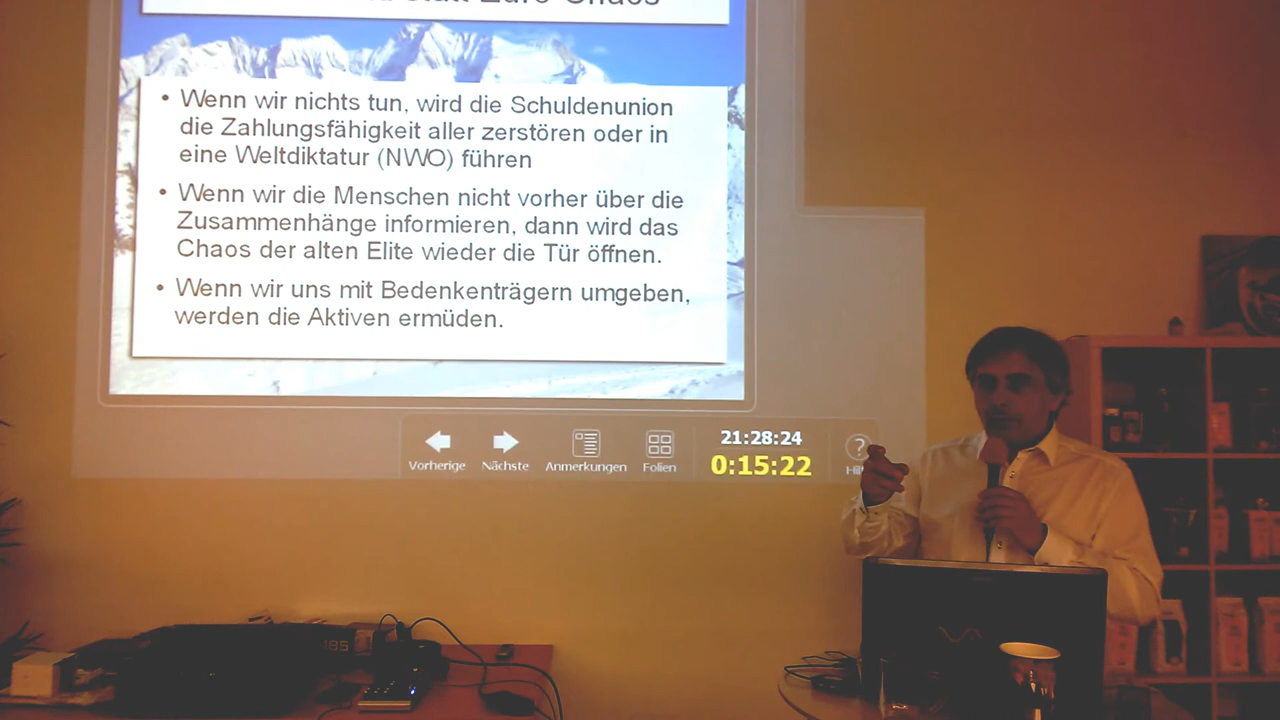 statt Euro-Chaos
• Wenn wir nichts tun, wird die Schuldenunion
die Zahlungsfähigkeit aller zerstören oder in
eine Weltdiktatur (NWO) führen
• Wenn wir die Menschen nicht vorher über die
Zusammenhänge informieren, dann wird das
Chaos der alten Elite wieder die Tür öffnen.
• Wenn wir uns mit Bedenkenträgern umgeben,
werden die Aktiven ermüden.
Vorherige
Nächste
Anmerkungen
Folien
21:28:24
0:15:22
?